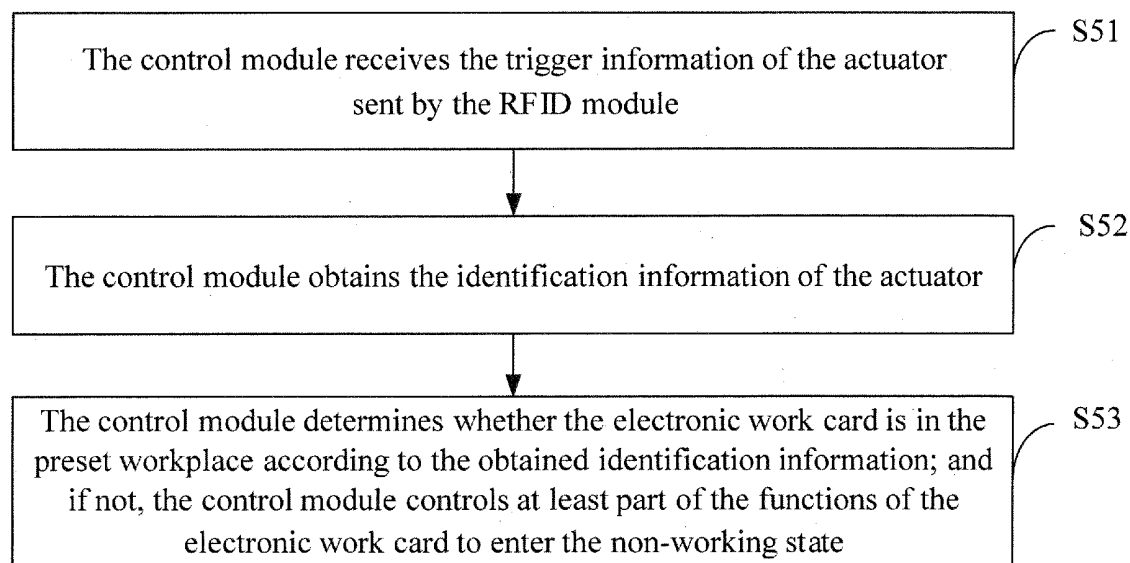 The control module receives the trigger information of the actuator
sent by the RFID module
S51
The control module obtains the identification information of the actuator
S52
The control module determines whether the electronic work card is in the
preset workplace according to the obtained identification information; and
if not, the control module controls at least part of the functions of the
electronic work card to enter the non-working state
S53